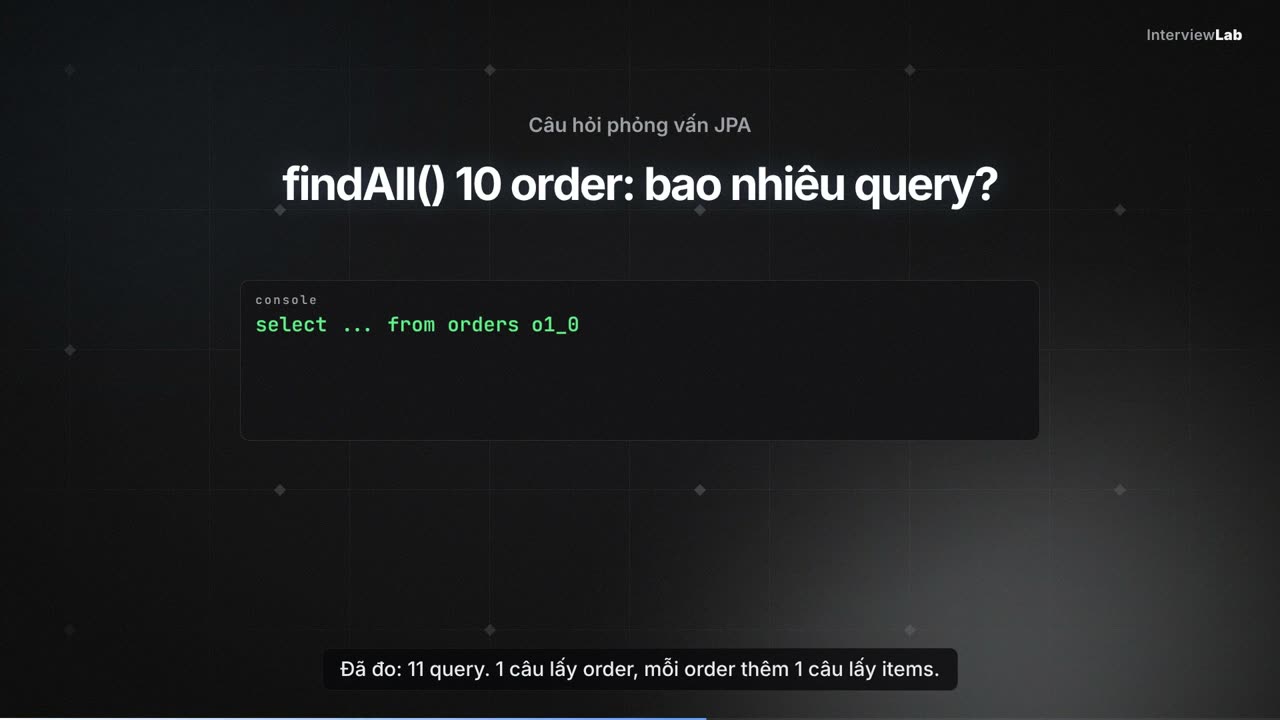 InterviewLab
Câu hỏi phỏng vấn JPA
findAll() 10 order: bao nhiêu query?
console
select ... from orders o1_0
Đã đo: 11 query. 1 câu lấy order, mỗi order thêm 1 câu lấy items.